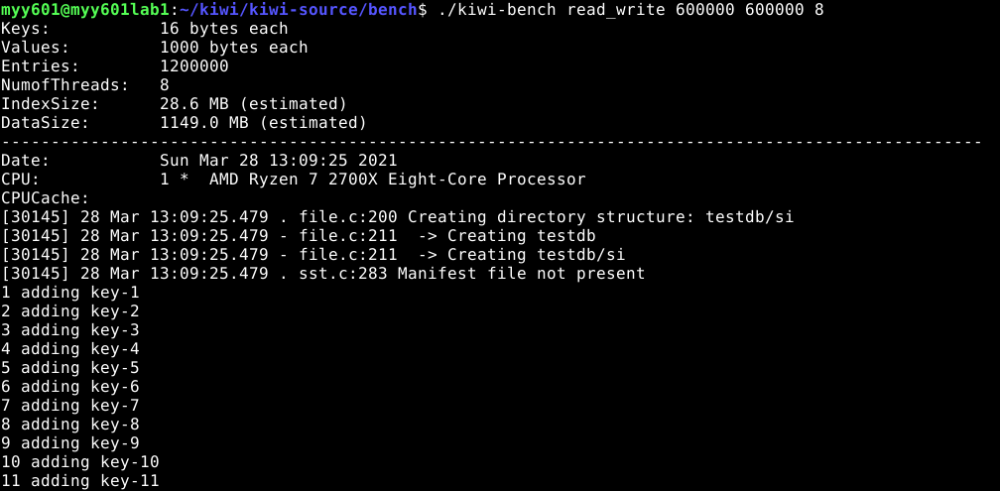 myy601@myy601lab1:~/kiwi/kiwi-source/bench$ ./kiwi-bench read_write 600000 600000 8
Keys:           16 bytes each
Values:         1000 bytes each
Entries:        1200000
NumofThreads:   8
IndexSize:      28.6 MB (estimated)
DataSize:       1149.0 MB (estimated)
---------------------------------------------------------------------------------------------------
Date:           Sun Mar 28 13:09:25 2021
CPU:            1 *  AMD Ryzen 7 2700X Eight-Core Processor
CPUCache:
[30145] 28 Mar 13:09:25.479 . file.c:200 Creating directory structure: testdb/si
[30145] 28 Mar 13:09:25.479 - file.c:211  -> Creating testdb
[30145] 28 Mar 13:09:25.479 - file.c:211  -> Creating testdb/si
[30145] 28 Mar 13:09:25.479 . sst.c:283 Manifest file not present
1 adding key-1
2 adding key-2
3 adding key-3
4 adding key-4
5 adding key-5
6 adding key-6
7 adding key-7
8 adding key-8
9 adding key-9
10 adding key-10
11 adding key-11